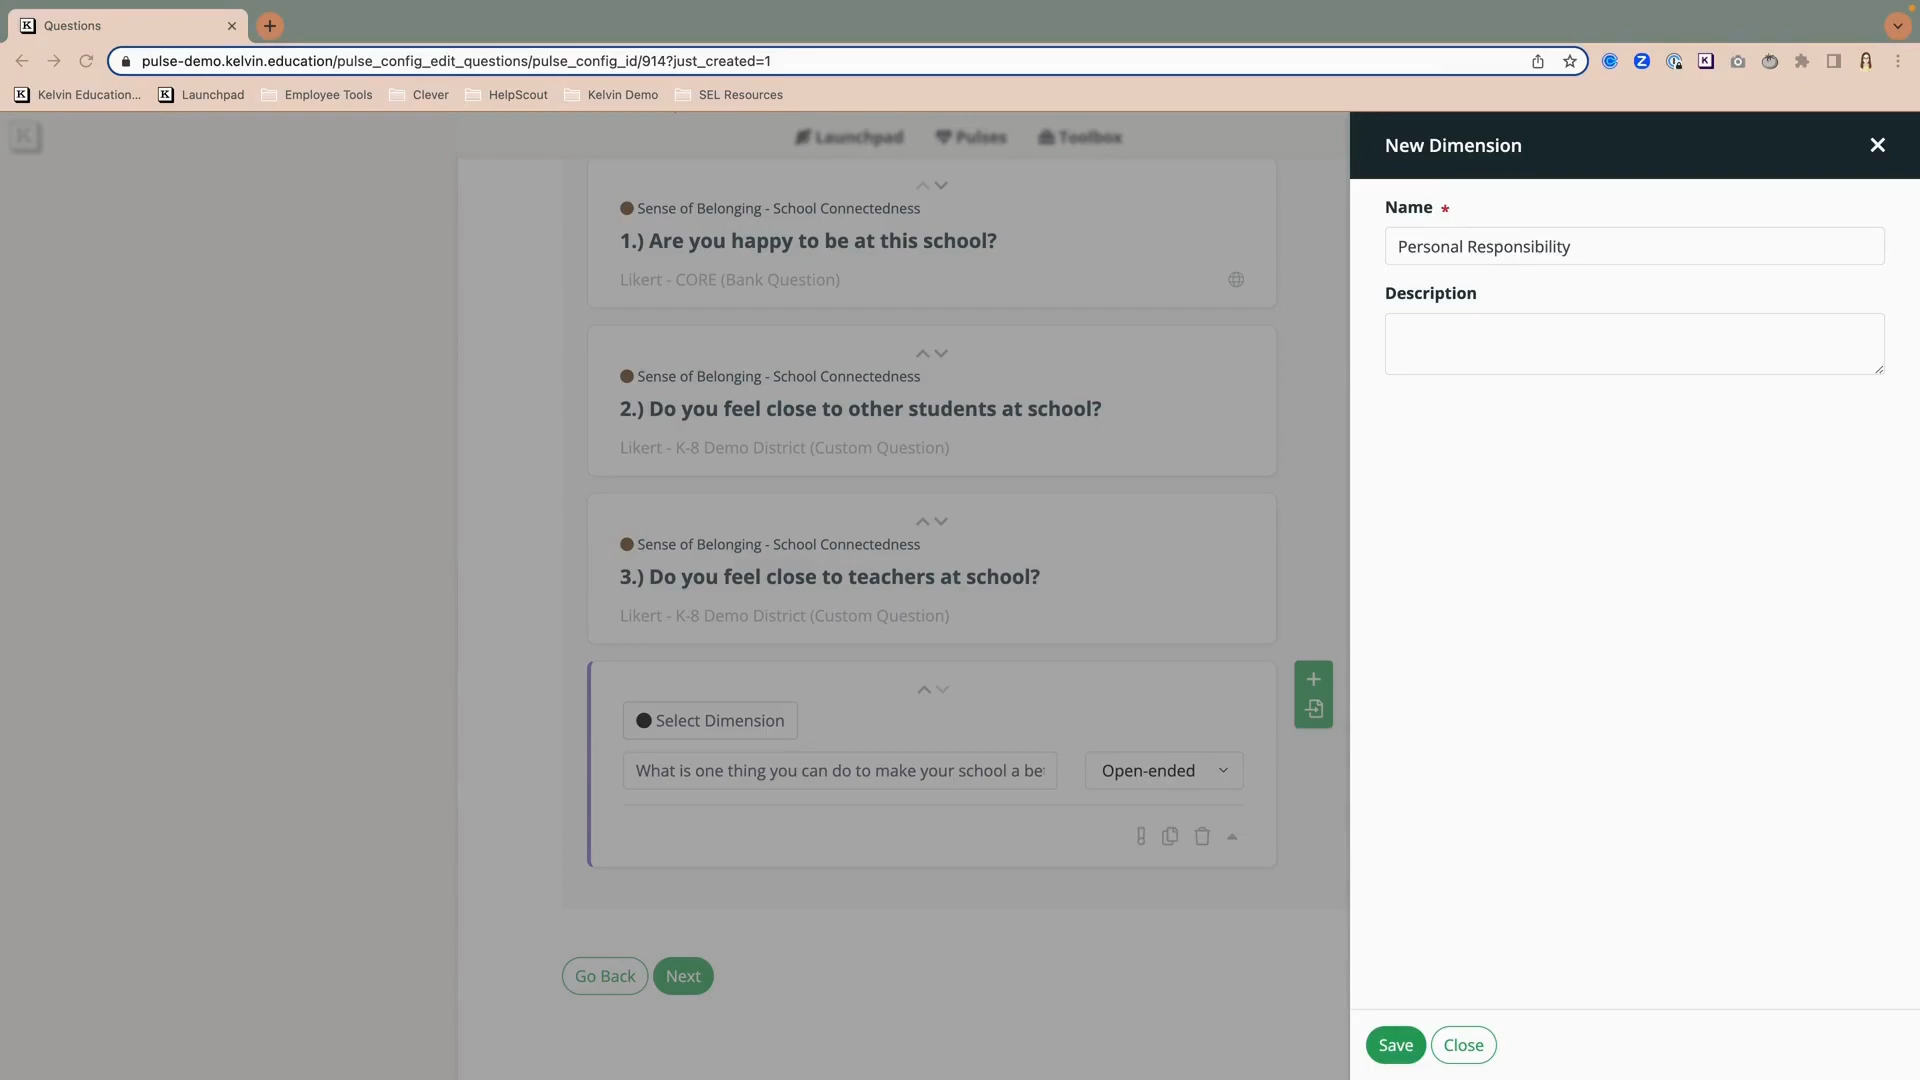 Questions
pulse-demo.kelvin.education/pulse_config_edit_questions/pulse_config_id/914?just_created=1
Kelvin Education... Launchpad Employee Tools Clever HelpScout Kelvin Demo SEL Resources
Launchpad Pulses Toolbox
Sense of Belonging - School Connectedness
1.) Are you happy to be at this school?
Likert - CORE (Bank Question)
Sense of Belonging - School Connectedness
2.) Do you feel close to other students at school?
Likert - K-8 Demo District (Custom Question)
Sense of Belonging - School Connectedness
3.) Do you feel close to teachers at school?
Likert - K-8 Demo District (Custom Question)
Select Dimension
What is one thing you can do to make your school a be
Open-ended
Go Back Next
New Dimension
Name *
Personal Responsibility
Description
Save Close